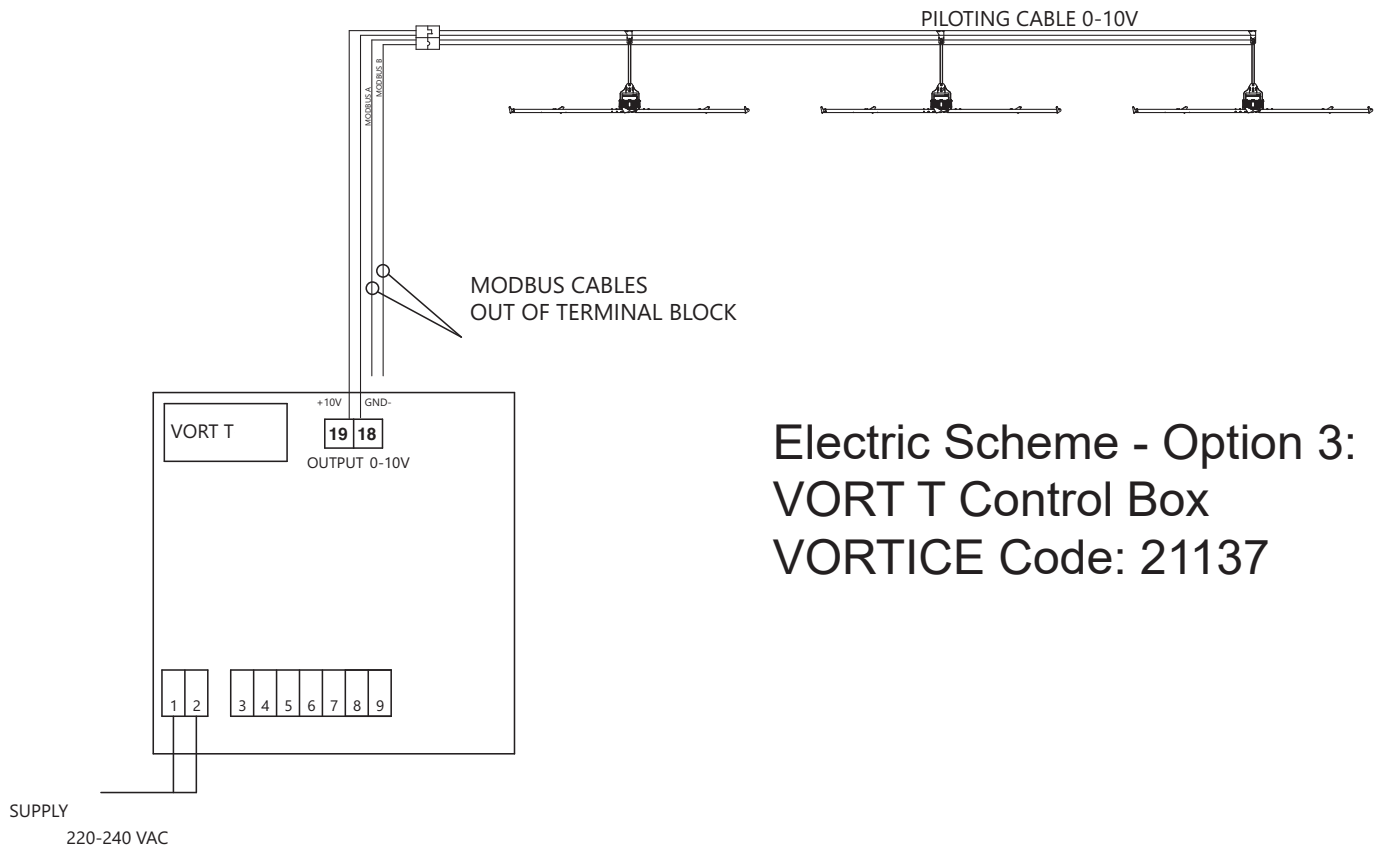 PILOTING CABLE 0-10V
MODBUS A
MODBUS B
MODBUS CABLES
OUT OF TERMINAL BLOCK
+10V GND-
VORT T
19 18
OUTPUT 0-10V
Electric Scheme - Option 3:
VORT T Control Box
VORTICE Code: 21137
1 2 3 4 5 6 7 8 9
SUPPLY
220-240 VAC